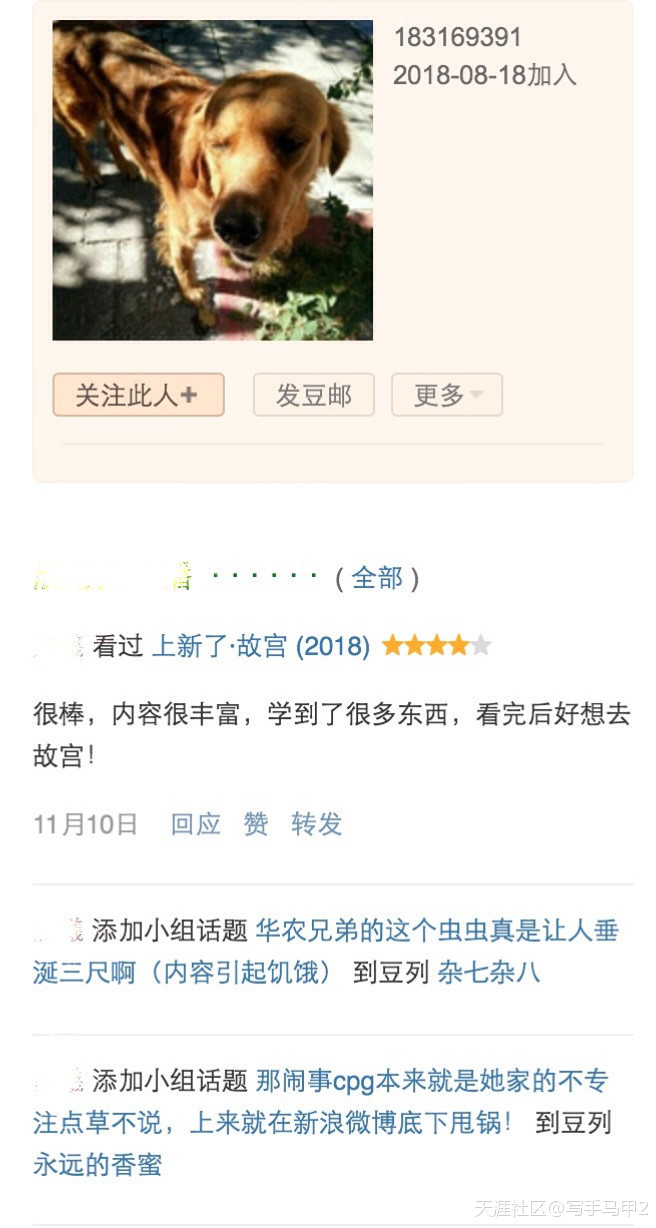 183169391
2018-08-18加入
关注此人+
发豆邮
更多
· · · · · · ( 全部 )
看过 上新了·故宫 (2018)
很棒，内容很丰富，学到了很多东西，看完后好想去
故宫！
11月10日 回应 赞 转发
添加小组话题 华农兄弟的这个虫虫真是让人垂
涎三尺啊（内容引起饥饿） 到豆列 杂七杂八
添加小组话题 那闹事cpg本来就是她家的不专
注点草不说，上来就在新浪微博底下甩锅！ 到豆列
永远的香蜜
天涯社区@写手马甲2